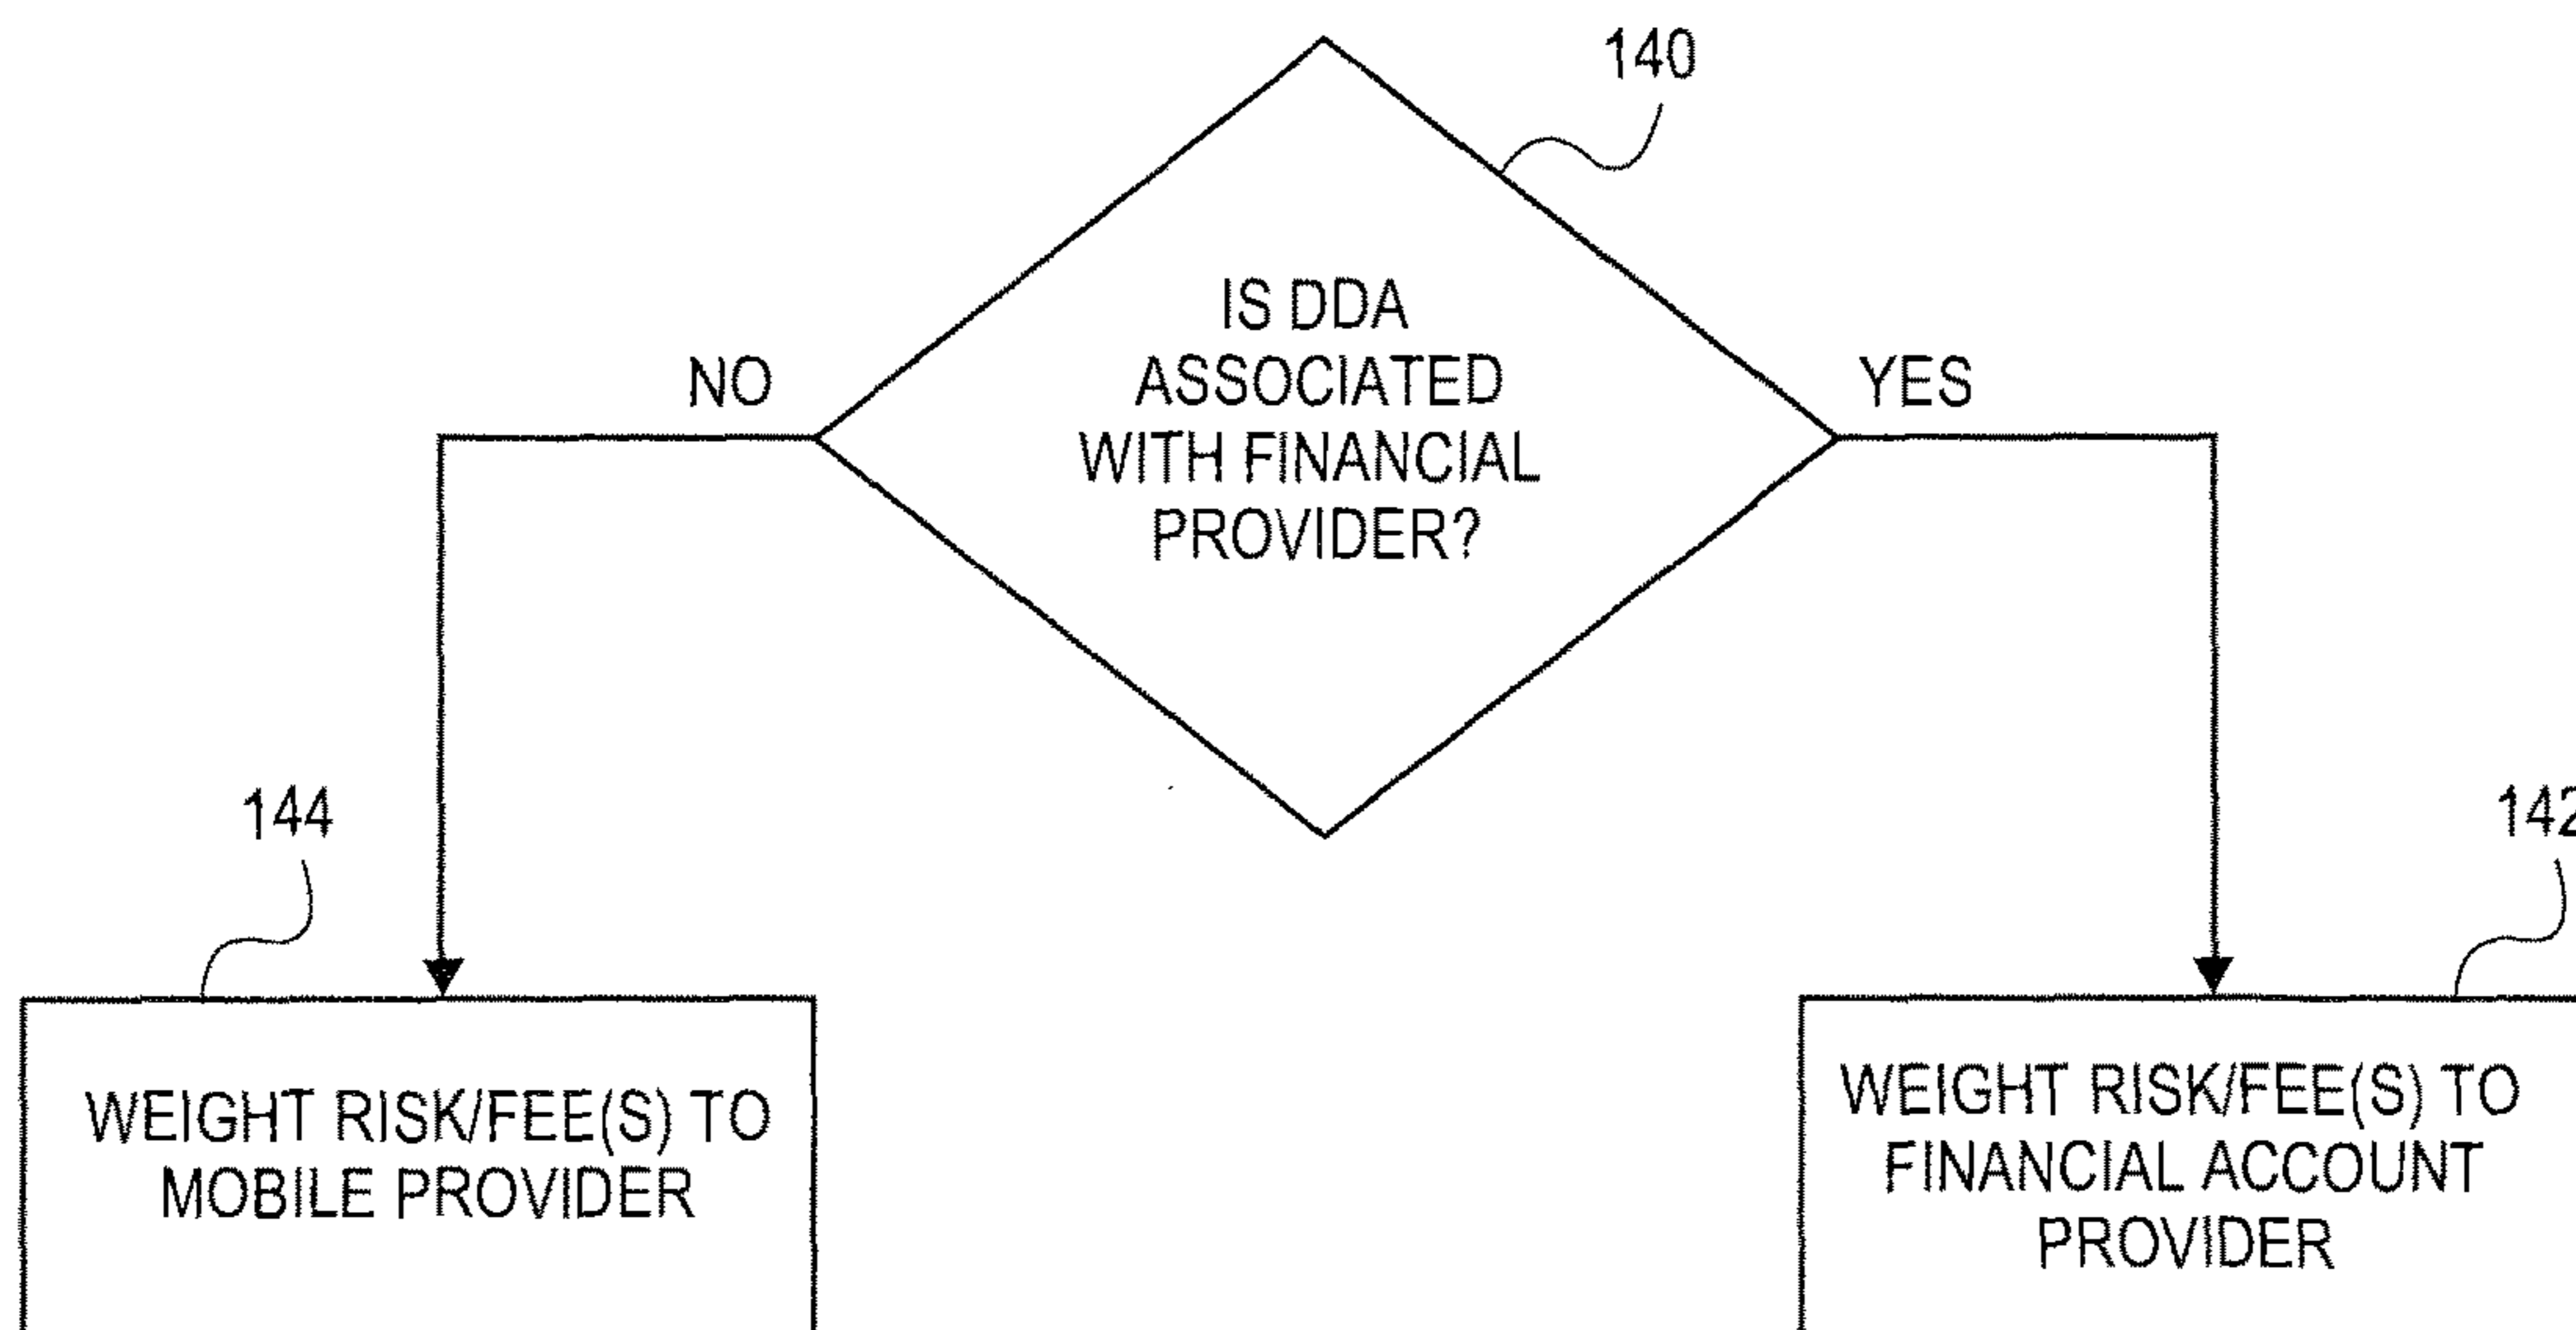 140
IS DDA
ASSOCIATED
WITH FINANCIAL
PROVIDER?
NO
YES
144
142
WEIGHT RISK/FEE(S) TO
MOBILE PROVIDER
WEIGHT RISK/FEE(S) TO
FINANCIAL ACCOUNT
PROVIDER